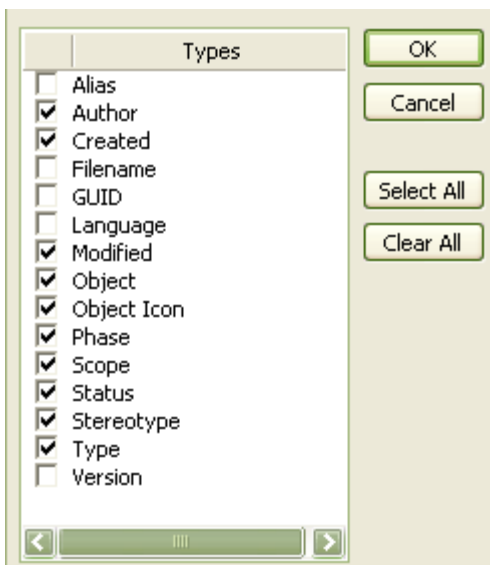 Types
Alias
Author
Created
Filename
GUID
Language
Modified
Object
Object Icon
Phase
Scope
Status
Stereotype
Type
Version
OK
Cancel
Select All
Clear All